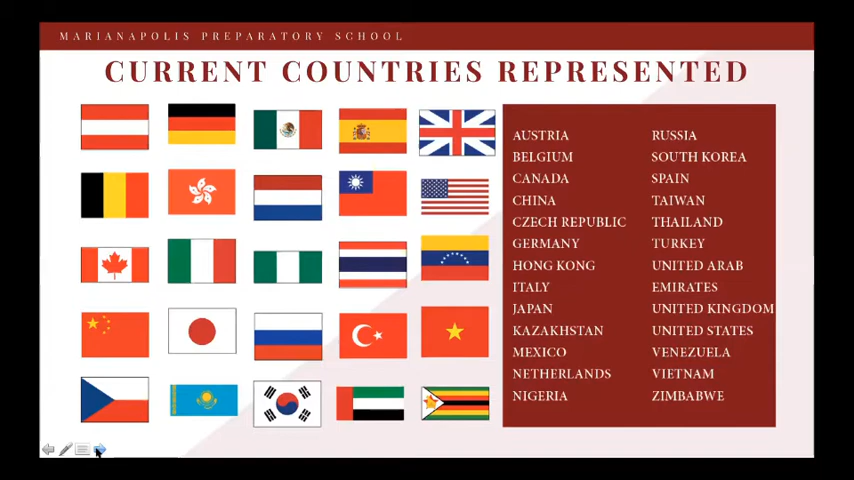 MARIANAPOLIS PREPARATORY SCHOOL
CURRENT COUNTRIES REPRESENTED
AUSTRIA
BELGIUM
CANADA
CHINA
CZECH REPUBLIC
GERMANY
HONG KONG
ITALY
JAPAN
KAZAKHSTAN
MEXICO
NETHERLANDS
NIGERIA
RUSSIA
SOUTH KOREA
SPAIN
TAIWAN
THAILAND
TURKEY
UNITED ARAB
EMIRATES
UNITED KINGDOM
UNITED STATES
VENEZUELA
VIETNAM
ZIMBABWE